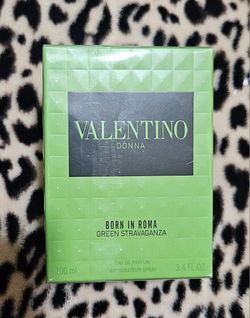 VALENTINO
DONNA
BORN IN ROMA
GREEN STRAVAGANZA
EAU DE PARFUM
VAPORISATEUR SPRAY
100 ml 3.4 FL.OZ.